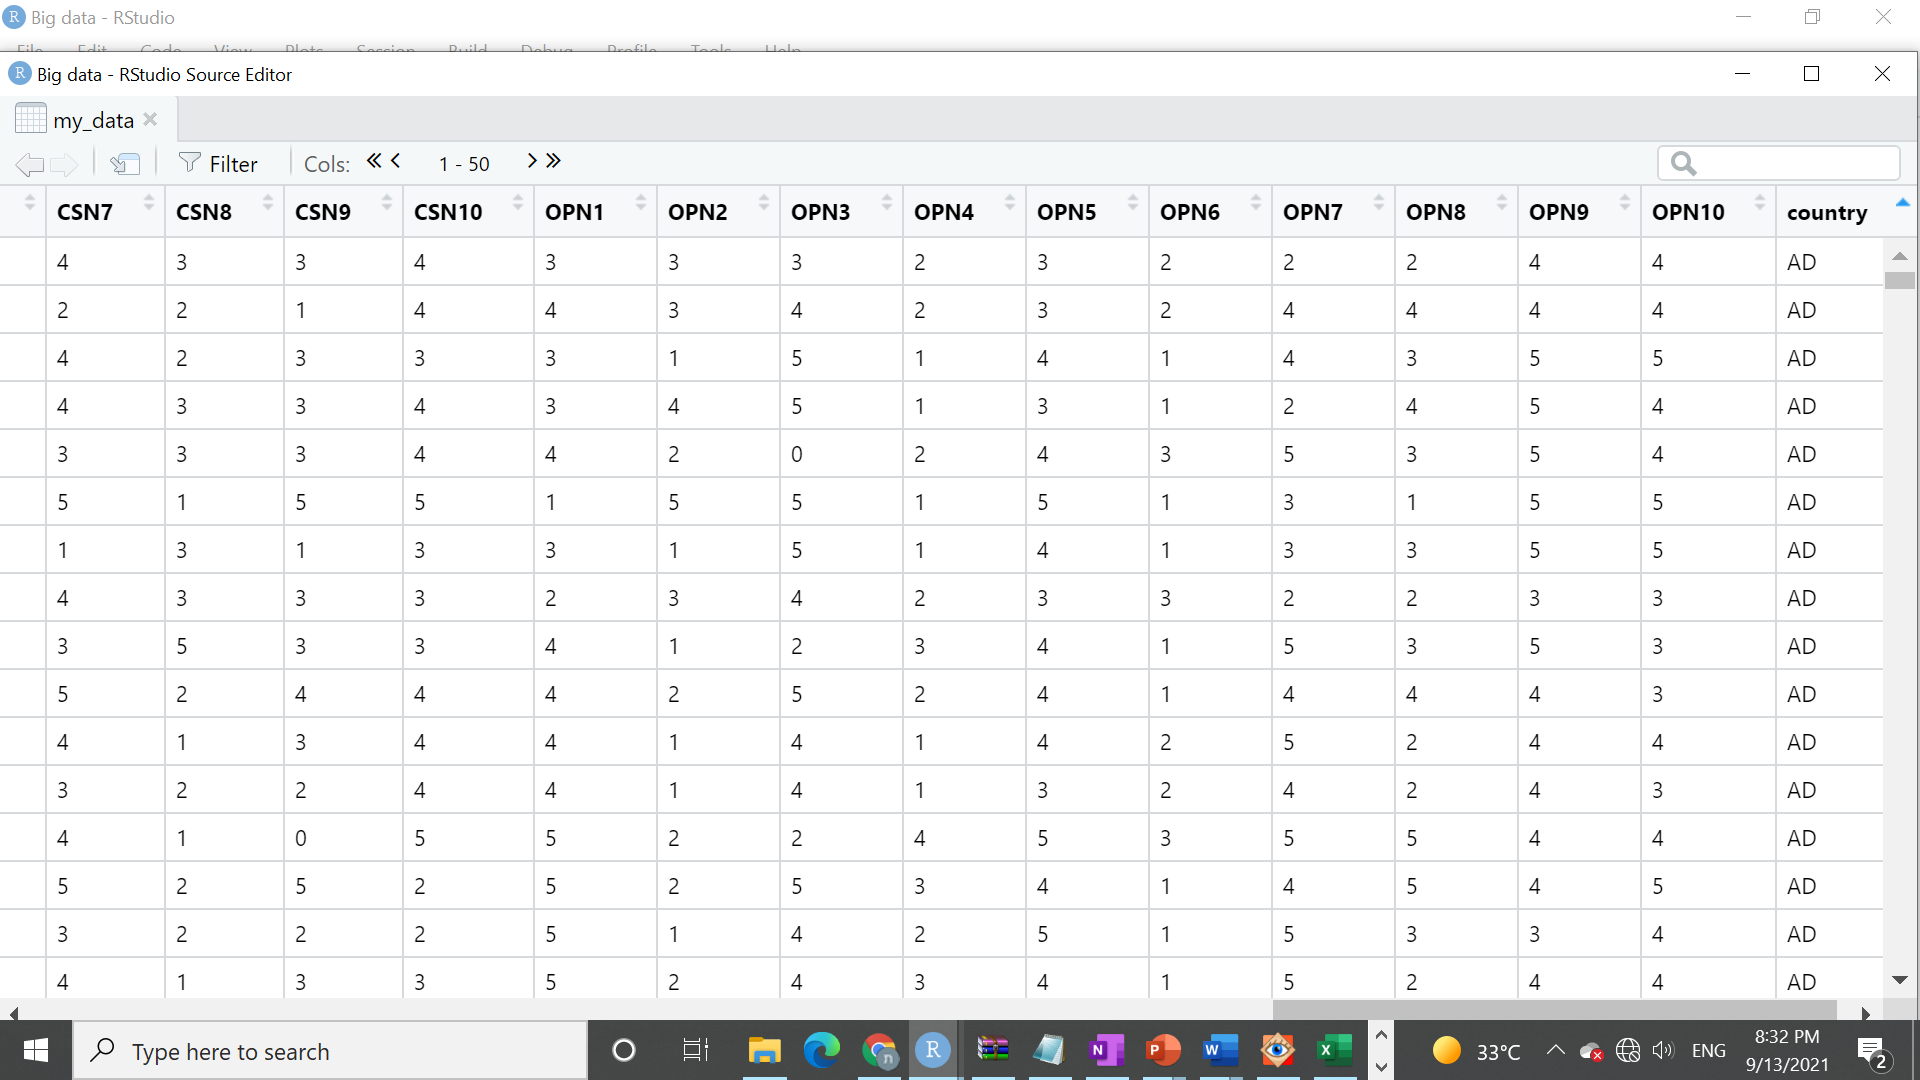 Big data - RStudio
File Edit Code View Plots Session Build Debug Profile Tools Help
Big data - RStudio Source Editor
my_data
Filter Cols: 1 - 50
CSN7 CSN8 CSN9 CSN10 OPN1 OPN2 OPN3 OPN4 OPN5 OPN6 OPN7 OPN8 OPN9 OPN10 country
4 3 3 4 3 3 3 2 3 2 2 2 4 4 AD
2 2 1 4 4 3 4 2 3 2 4 4 4 4 AD
4 2 3 3 3 1 5 1 4 1 4 3 5 5 AD
4 3 3 4 3 4 5 1 3 1 2 4 5 4 AD
3 3 3 4 4 2 0 2 4 3 5 3 5 4 AD
5 1 5 5 1 5 5 1 5 1 3 1 5 5 AD
1 3 1 3 3 1 5 1 4 1 3 3 5 5 AD
4 3 3 3 2 3 4 2 3 3 2 2 3 3 AD
3 5 3 3 4 1 2 3 4 1 5 3 5 3 AD
5 2 4 4 4 2 5 2 4 1 4 4 4 3 AD
4 1 3 4 4 1 4 1 4 2 5 2 4 4 AD
3 2 2 4 4 1 4 1 3 2 4 2 4 3 AD
4 1 0 5 5 2 2 4 5 3 5 5 4 4 AD
5 2 5 2 5 2 5 3 4 1 4 5 4 5 AD
3 2 2 2 5 1 4 2 5 1 5 3 3 4 AD
4 1 3 3 5 2 4 3 4 1 5 2 4 4 AD
Type here to search
33°C ENG 8:32 PM
9/13/2021 2